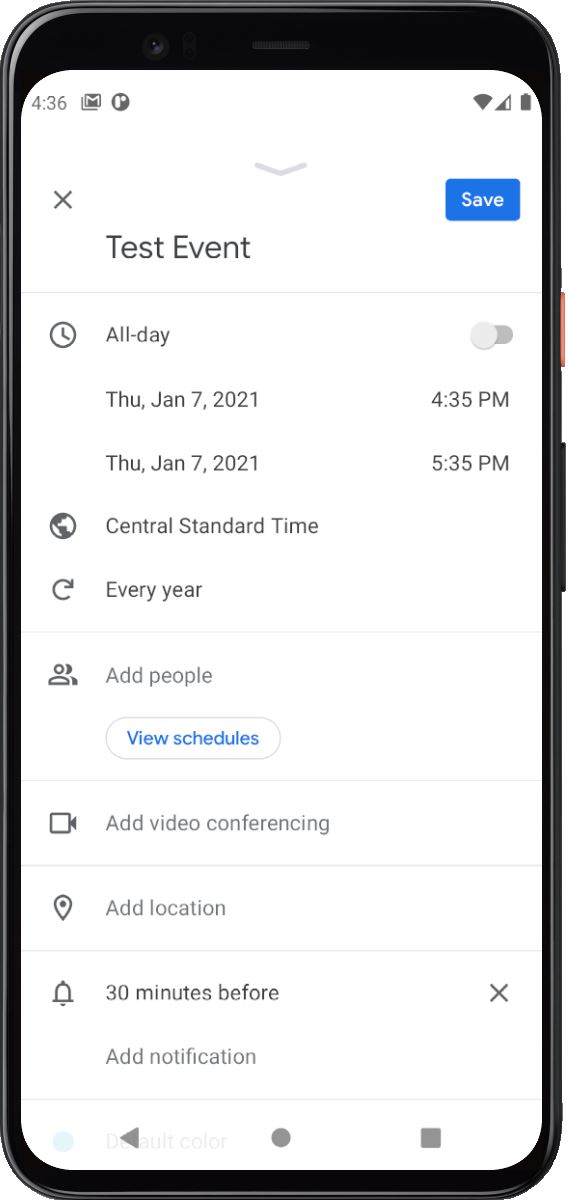 4:36
Save
Test Event
All-day
Thu, Jan 7, 2021 4:35 PM
Thu, Jan 7, 2021 5:35 PM
Central Standard Time
Every year
Add people
View schedules
Add video conferencing
Add location
30 minutes before
Add notification
Default color